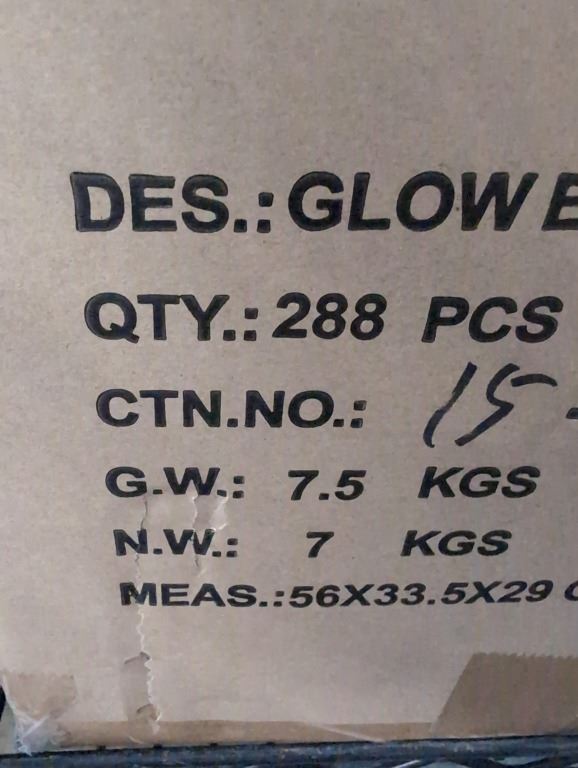 DES.: GLOW
QTY.: 288 PCS
CTN.NO.: 15 -
G.W.: 7.5 KGS
N.W.: 7 KGS
MEAS.:56X33.5X29